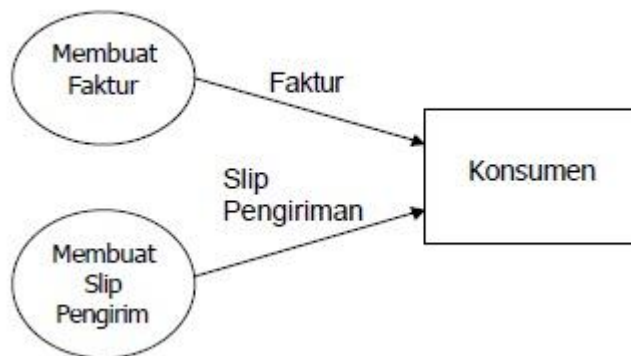 Membuat
Faktur
Faktur
Konsumen
Slip
Pengiriman
Membuat
Slip
Pengirim